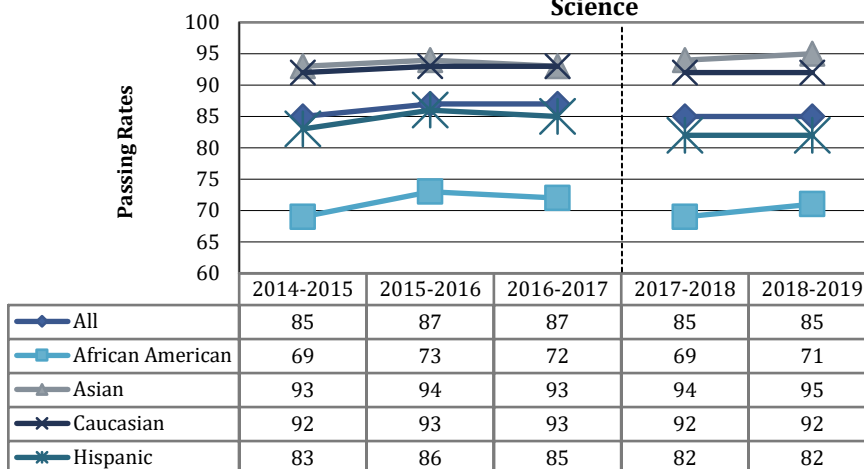 Science
100
95
90
85
80
75
70
65
60
Passing Rates
2014-2015 2015-2016 2016-2017 2017-2018 2018-2019
All 85 87 87 85 85
African American 69 73 72 69 71
Asian 93 94 93 94 95
Caucasian 92 93 93 92 92
Hispanic 83 86 85 82 82